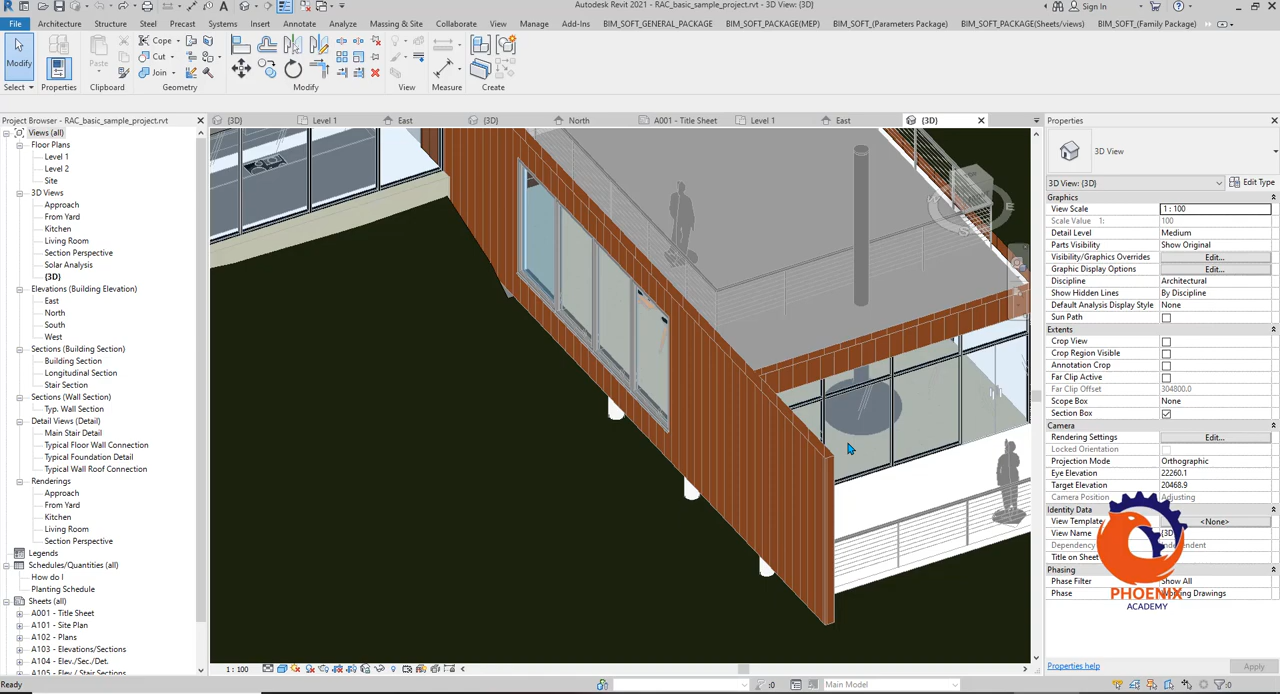 Autodesk Revit 2021 - RAC_basic_sample_project.rvt - 3D View: {3D}
Sign In
File Architecture Structure Steel Precast Systems Insert Annotate Analyze Massing & Site Collaborate View Manage Add-Ins BIM_SOFT_GENERAL_PACKAGE BIM_SOFT_PACKAGE(MEP) BIM_SOFT_(Parameters Package) BIM_SOFT_PACKAGE(Sheets/views) BIM_SOFT_(Family Package)
Modify
Paste
Cope
Cut
Join
Select Properties Clipboard Geometry Modify View Measure Create
Project Browser - RAC_basic_sample_project.rvt
{3D} Level 1 East {3D} North A001 - Title Sheet Level 1 East {3D}
Views (all)
Floor Plans
Level 1
Level 2
Site
3D Views
Approach
From Yard
Kitchen
Living Room
Section Perspective
Solar Analysis
{3D}
Elevations (Building Elevation)
East
North
South
West
Sections (Building Section)
Building Section
Longitudinal Section
Stair Section
Sections (Wall Section)
Typ. Wall Section
Detail Views (Detail)
Main Stair Detail
Typical Floor Wall Connection
Typical Foundation Detail
Typical Wall Roof Connection
Renderings
Approach
From Yard
Kitchen
Living Room
Section Perspective
Legends
Schedules/Quantities (all)
How do I
Planting Schedule
Sheets (all)
A001 - Title Sheet
A101 - Site Plan
A102 - Plans
A103 - Elevations/Sections
A104 - Elev./Sec./Det.
A105 - Elev./ Stair Sections
Properties
3D View
3D View: {3D} Edit Type
Graphics
View Scale 1 : 100
Scale Value 1: 100
Detail Level Medium
Parts Visibility Show Original
Visibility/Graphics Overrides Edit...
Graphic Display Options Edit...
Discipline Architectural
Show Hidden Lines By Discipline
Default Analysis Display Style None
Sun Path
Extents
Crop View
Crop Region Visible
Annotation Crop
Far Clip Active
Far Clip Offset 304800.0
Scope Box None
Section Box
Camera
Rendering Settings Edit...
Locked Orientation
Projection Mode Orthographic
Eye Elevation 22260.1
Target Elevation 20468.9
Camera Position Adjusting
Identity Data
View Template <None>
View Name {3D
Dependency
Title on Sheet
Phasing
Phase Filter Show All
Phase Drawings
PHOENIX
ACADEMY
Properties help Apply
1 : 100
Ready :0 Main Model :0